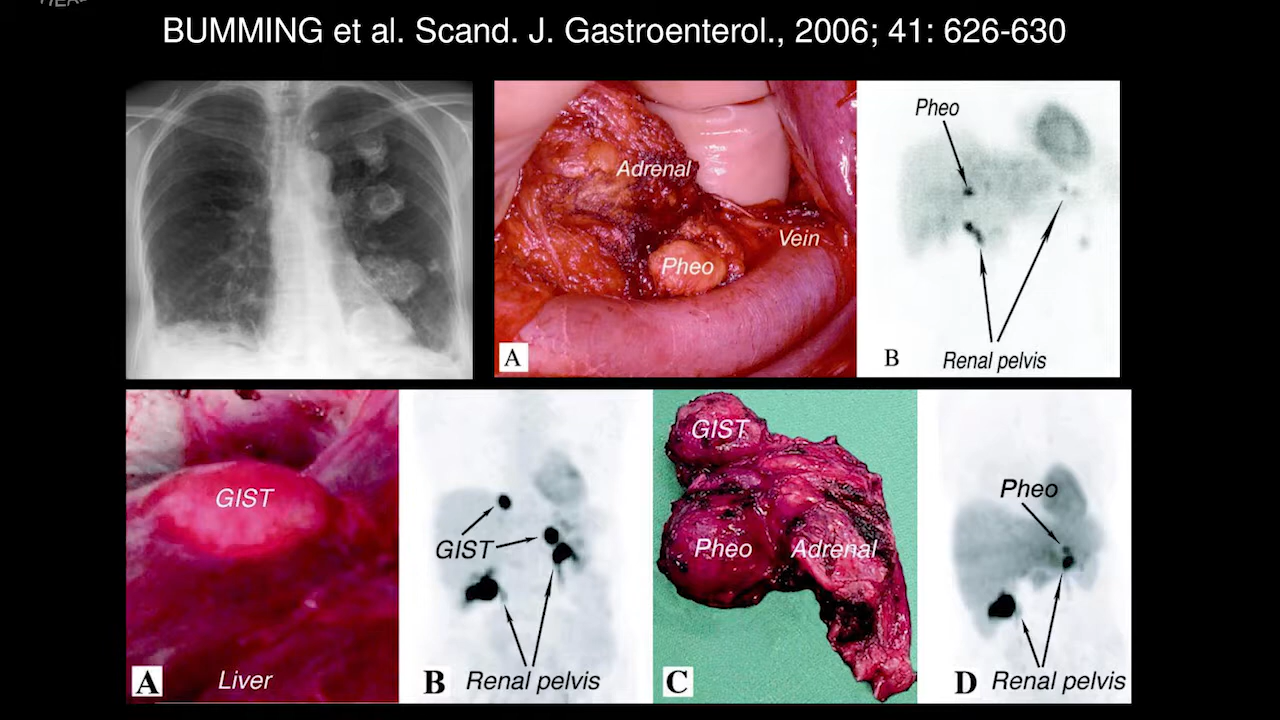 BUMMING et al. Scand. J. Gastroenterol., 2006; 41: 626-630
Adrenal
Vein
Pheo
A
Pheo
B
Renal pelvis
GIST
A
Liver
GIST
B
Renal pelvis
GIST
Pheo
Adrenal
C
Pheo
D
Renal pelvis